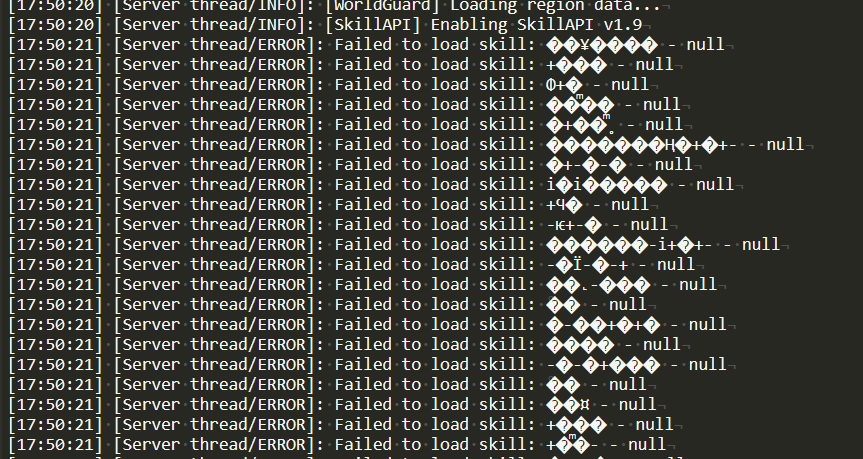 [17:50:20] [Server thread/INFO]: [WorldGuard] Loading region data...
[17:50:20] [Server thread/INFO]: [SkillAPI] Enabling SkillAPI v1.9
[17:50:21] [Server thread/ERROR]: Failed to load skill: ��¥���� - null
[17:50:21] [Server thread/ERROR]: Failed to load skill: +��� - null
[17:50:21] [Server thread/ERROR]: Failed to load skill: Ф+� - null
[17:50:21] [Server thread/ERROR]: Failed to load skill: ���� - null
[17:50:21] [Server thread/ERROR]: Failed to load skill: �+�� - null
[17:50:21] [Server thread/ERROR]: Failed to load skill: �������Ң�+�+- - null
[17:50:21] [Server thread/ERROR]: Failed to load skill: �+-�-� - null
[17:50:21] [Server thread/ERROR]: Failed to load skill: i�i����� - null
[17:50:21] [Server thread/ERROR]: Failed to load skill: +Ҷ� - null
[17:50:21] [Server thread/ERROR]: Failed to load skill: -ѥ+-� - null
[17:50:21] [Server thread/ERROR]: Failed to load skill: ������-i+�+- - null
[17:50:21] [Server thread/ERROR]: Failed to load skill: -�Ï-�-+ - null
[17:50:21] [Server thread/ERROR]: Failed to load skill: ��-��� - null
[17:50:21] [Server thread/ERROR]: Failed to load skill: �� - null
[17:50:21] [Server thread/ERROR]: Failed to load skill: �-��+�+� - null
[17:50:21] [Server thread/ERROR]: Failed to load skill: ���� - null
[17:50:21] [Server thread/ERROR]: Failed to load skill: -�-�+��� - null
[17:50:21] [Server thread/ERROR]: Failed to load skill: �� - null
[17:50:21] [Server thread/ERROR]: Failed to load skill: ��¤ - null
[17:50:21] [Server thread/ERROR]: Failed to load skill: +��� - null
[17:50:21] [Server thread/ERROR]: Failed to load skill: +��- - null